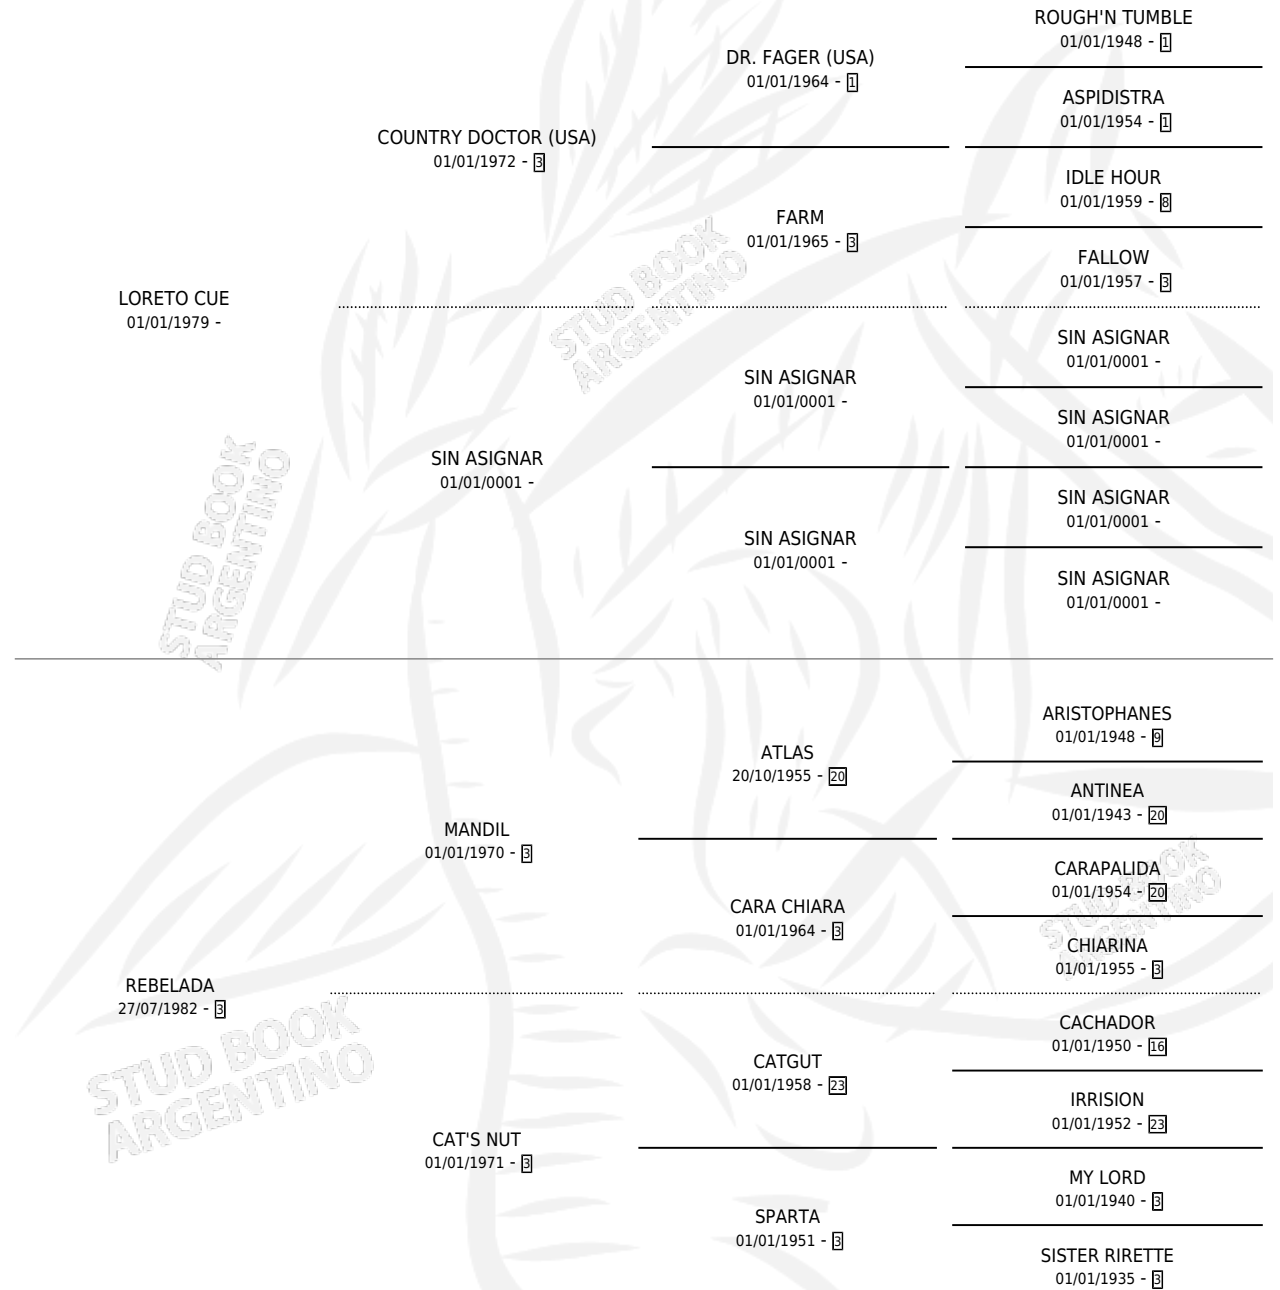 ROUGH'N TUMBLE
01/01/1948 - 1
DR. FAGER (USA)
01/01/1964 - 1
ASPIDISTRA
01/01/1954 - 1
COUNTRY DOCTOR (USA)
01/01/1972 - 3
IDLE HOUR
01/01/1959 - 8
FARM
01/01/1965 - 3
FALLOW
01/01/1957 - 3
LORETO CUE
01/01/1979 -
SIN ASIGNAR
01/01/0001 -
SIN ASIGNAR
01/01/0001 -
SIN ASIGNAR
01/01/0001 -
SIN ASIGNAR
01/01/0001 -
SIN ASIGNAR
01/01/0001 -
SIN ASIGNAR
01/01/0001 -
SIN ASIGNAR
01/01/0001 -
STUD BOOK
ARGENTINO
STUD BOOK
ARGENTINO
ARISTOPHANES
01/01/1948 - 9
ATLAS
20/10/1955 - 20
ANTINEA
01/01/1943 - 20
MANDIL
01/01/1970 - 3
CARAPALIDA
01/01/1954 - 20
CARA CHIARA
01/01/1964 - 3
CHIARINA
01/01/1955 - 3
REBELADA
27/07/1982 - 3
CACHADOR
01/01/1950 - 16
CATGUT
01/01/1958 - 23
IRRISION
01/01/1952 - 23
CAT'S NUT
01/01/1971 - 3
MY LORD
01/01/1940 - 3
SPARTA
01/01/1951 - 3
SISTER RIRETTE
01/01/1935 - 3
STUD BOOK
ARGENTINO
STUD BOOK
ARGENTINO